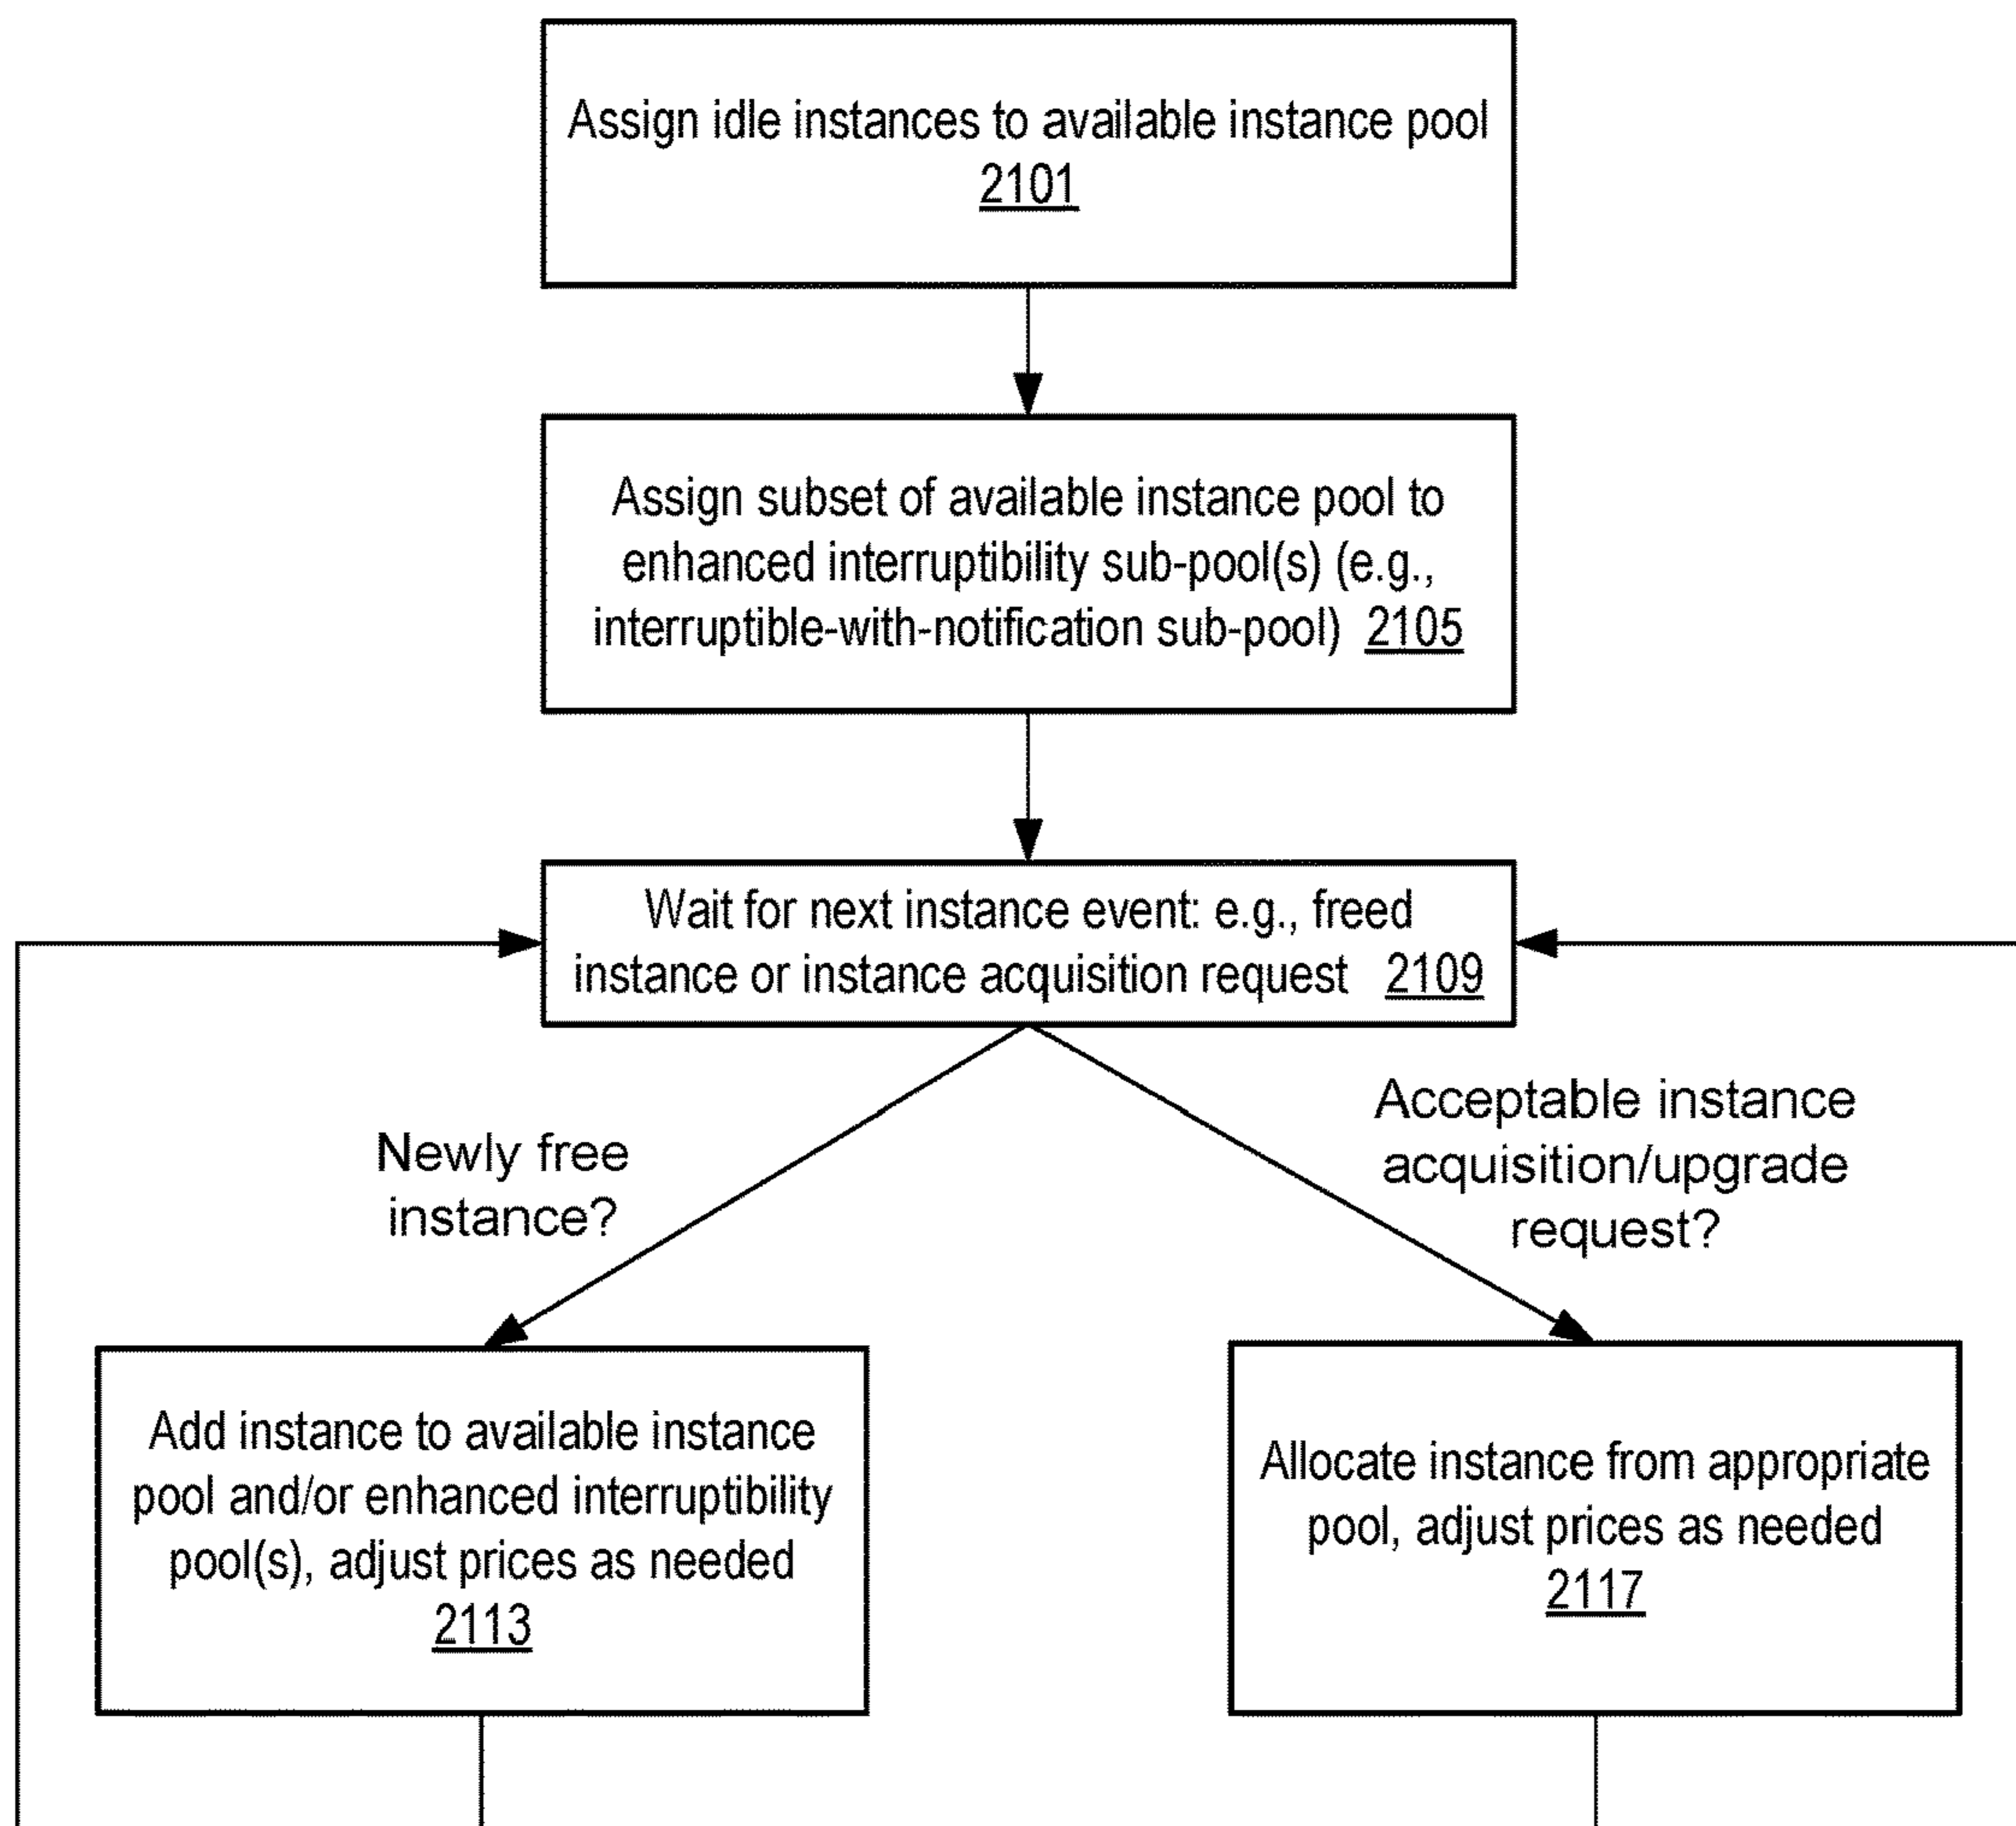 Assign idle instances to available instance pool
2101
Assign subset of available instance pool to
enhanced interruptibility sub-pool(s) (e.g.,
interruptible-with-notification sub-pool) 2105
Wait for next instance event: e.g., freed
instance or instance acquisition request 2109
Newly free
instance?
Acceptable instance
acquisition/upgrade
request?
Add instance to available instance
pool and/or enhanced interruptibility
pool(s), adjust prices as needed
2113
Allocate instance from appropriate
pool, adjust prices as needed
2117